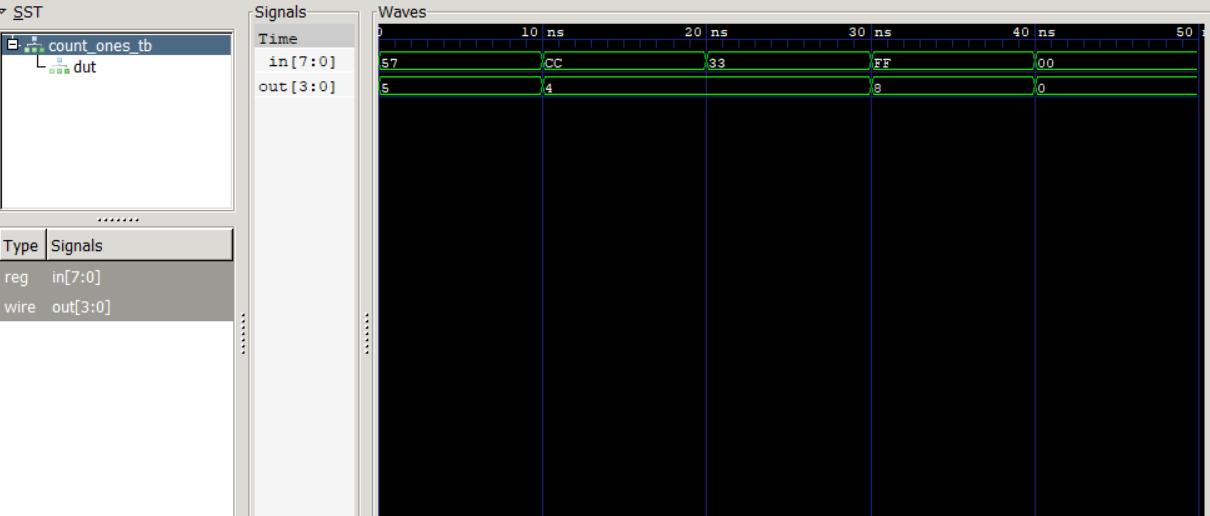 SST
count_ones_tb
dut
Type Signals
reg in[7:0]
wire out[3:0]
Signals
Time
in[7:0]
out[3:0]
Waves
0 10 ns 20 ns 30 ns 40 ns 50
57 CC 33 FF 00
5 4 8 0